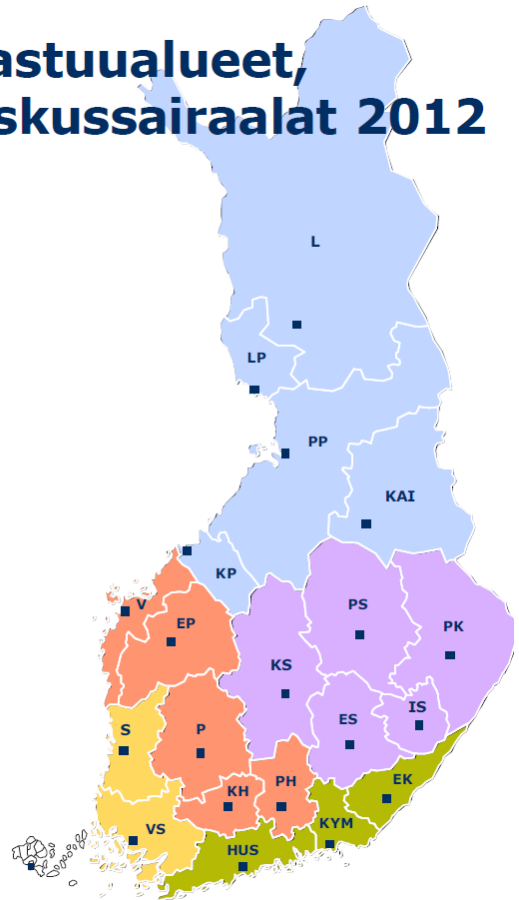 astuualueet,
skussairaalat 2012
L
LP
PP
KAI
KP
V
EP
PS
PK
KS
IS
S
P
ES
KH
PH
EK
VS
KYM
HUS